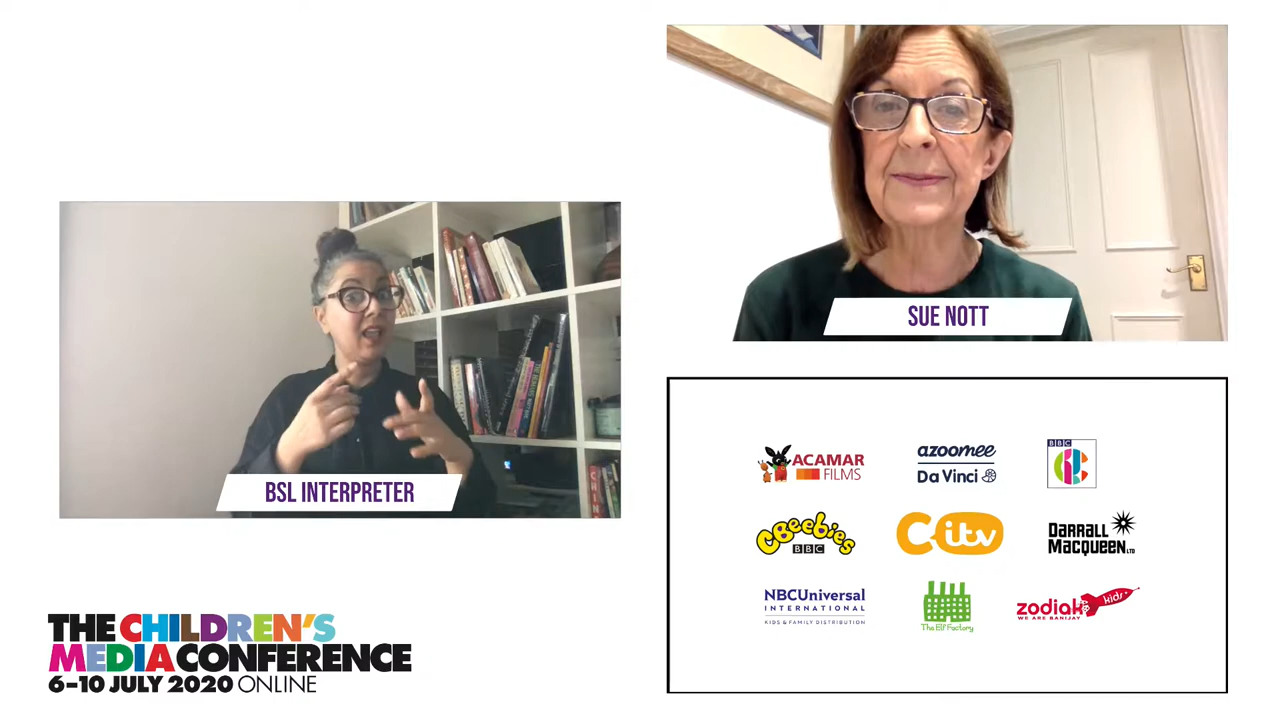 SUE NOTT
BSL INTERPRETER
ACAMAR
FILMS
azoomee
Da Vinci
BBC
CBBC
CBeebies
BBC
Citv
DARRALL
MACQUEEN LTD
NBCUniversal
INTERNATIONAL
KIDS & FAMILY DISTRIBUTION
The Elf Factory
zodiak kids
WE ARE BANIJAY
THE CHILDREN'S
MEDIA CONFERENCE
6–10 JULY 2020 ONLINE